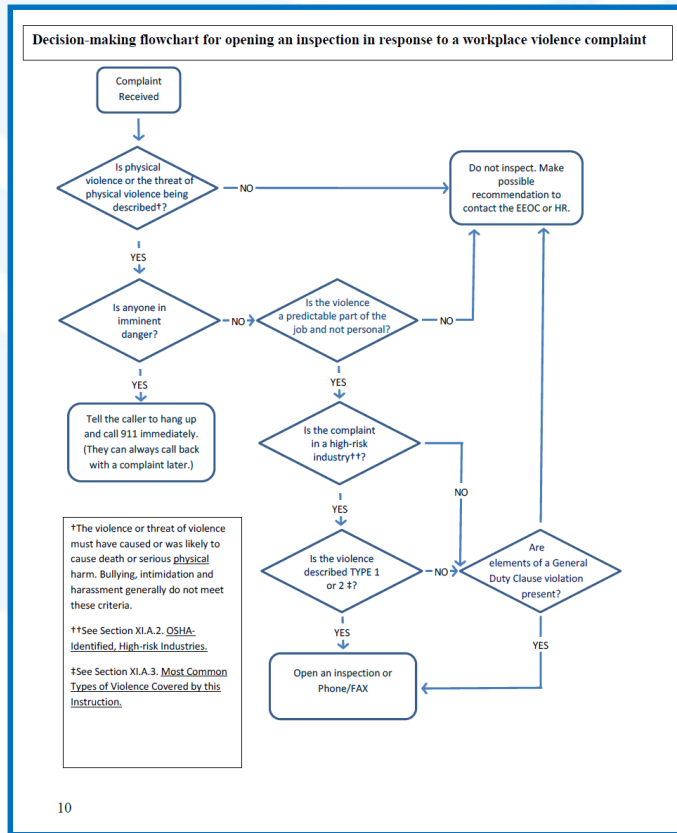 Decision-making flowchart for opening an inspection in response to a workplace violence complaint
Complaint
Received
Is physical
violence or the threat of
physical violence being
described†?
NO
Do not inspect. Make
possible
recommendation to
contact the EEOC or HR.
YES
Is anyone in
imminent
danger?
NO
Is the violence
a predictable part of the
job and not personal?
NO
YES
YES
Tell the caller to hang up
and call 911 immediately.
(They can always call back
with a complaint later.)
Is the complaint
in a high-risk
industry††?
NO
YES
†The violence or threat of violence
must have caused or was likely to
cause death or serious physical
harm. Bullying, intimidation and
harassment generally do not meet
these criteria.
††See Section XI.A.2. OSHA-
Identified, High-risk Industries.
‡See Section XI.A.3. Most Common
Types of Violence Covered by this
Instruction.
Is the violence
described TYPE 1
or 2 ‡?
NO
Are
elements of a General
Duty Clause violation
present?
YES
YES
Open an inspection or
Phone/FAX
10